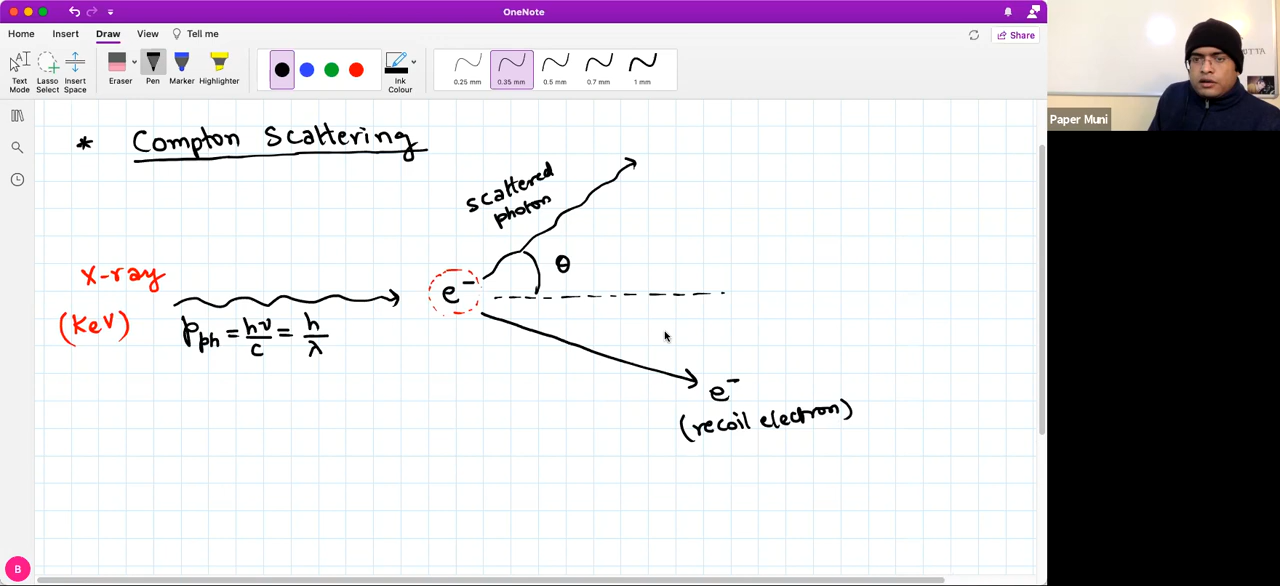 OneNote
Home Insert Draw View Tell me
Share
Text Mode
Lasso Select
Insert Space
Eraser
Pen
Marker
Highlighter
Ink Colour
0.25 mm
0.35 mm
0.5 mm
0.7 mm
1 mm
Paper Muni
* Compton Scattering
scattered
photon
θ
X-ray
(KeV)
e⁻
p_ph = hν/c = h/λ
e⁻
(recoil electron)
B